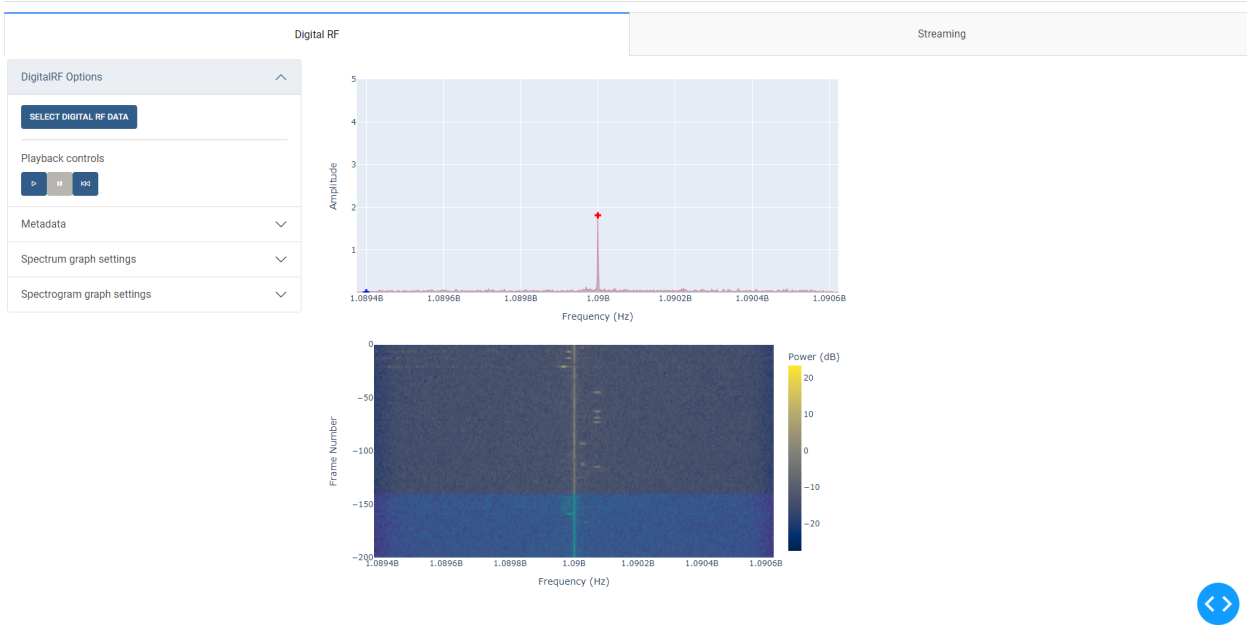 Digital RF
Streaming
DigitalRF Options
SELECT DIGITAL RF DATA
Playback controls
Metadata
Spectrum graph settings
Spectrogram graph settings
5
4
3
2
1
Amplitude
1.0894B 1.0896B 1.0898B 1.09B 1.0902B 1.0904B 1.0906B
Frequency (Hz)
0
−50
−100
−150
−200
Frame Number
1.0894B 1.0896B 1.0898B 1.09B 1.0902B 1.0904B 1.0906B
Frequency (Hz)
Power (dB)
20
10
0
−10
−20